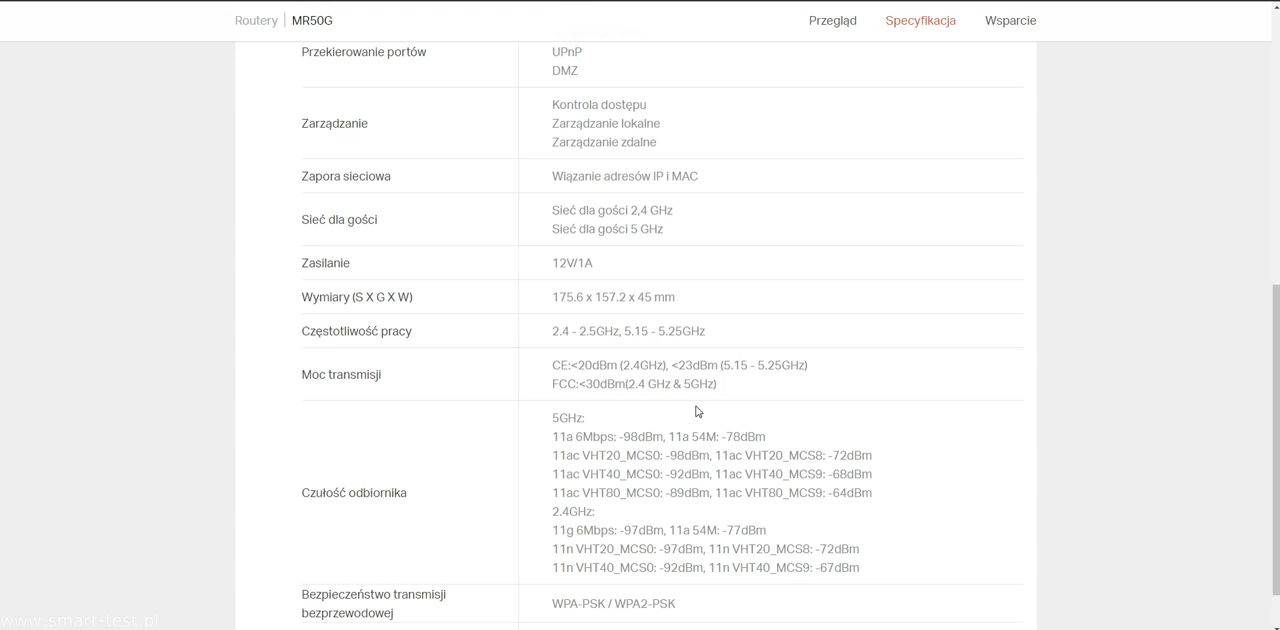 Routery | MR50G
Przegląd
Specyfikacja
Wsparcie
Przekierowanie portów
UPnP
DMZ
Zarządzanie
Kontrola dostępu
Zarządzanie lokalne
Zarządzanie zdalne
Zapora sieciowa
Wiązanie adresów IP i MAC
Sieć dla gości
Sieć dla gości 2,4 GHz
Sieć dla gości 5 GHz
Zasilanie
12V/1A
Wymiary (S X G X W)
175.6 x 157.2 x 45 mm
Częstotliwość pracy
2.4 - 2.5GHz, 5.15 - 5.25GHz
Moc transmisji
CE:<20dBm (2.4GHz), <23dBm (5.15 - 5.25GHz)
FCC:<30dBm(2.4 GHz & 5GHz)
Czułość odbiornika
5GHz:
11a 6Mbps: -98dBm, 11a 54M: -78dBm
11ac VHT20_MCS0: -98dBm, 11ac VHT20_MCS8: -72dBm
11ac VHT40_MCS0: -92dBm, 11ac VHT40_MCS9: -68dBm
11ac VHT80_MCS0: -89dBm, 11ac VHT80_MCS9: -64dBm
2.4GHz:
11g 6Mbps: -97dBm, 11a 54M: -77dBm
11n VHT20_MCS0: -97dBm, 11n VHT20_MCS8: -72dBm
11n VHT40_MCS0: -92dBm, 11n VHT40_MCS9: -67dBm
Bezpieczeństwo transmisji
bezprzewodowej
WPA-PSK / WPA2-PSK
www.smart-test.pl